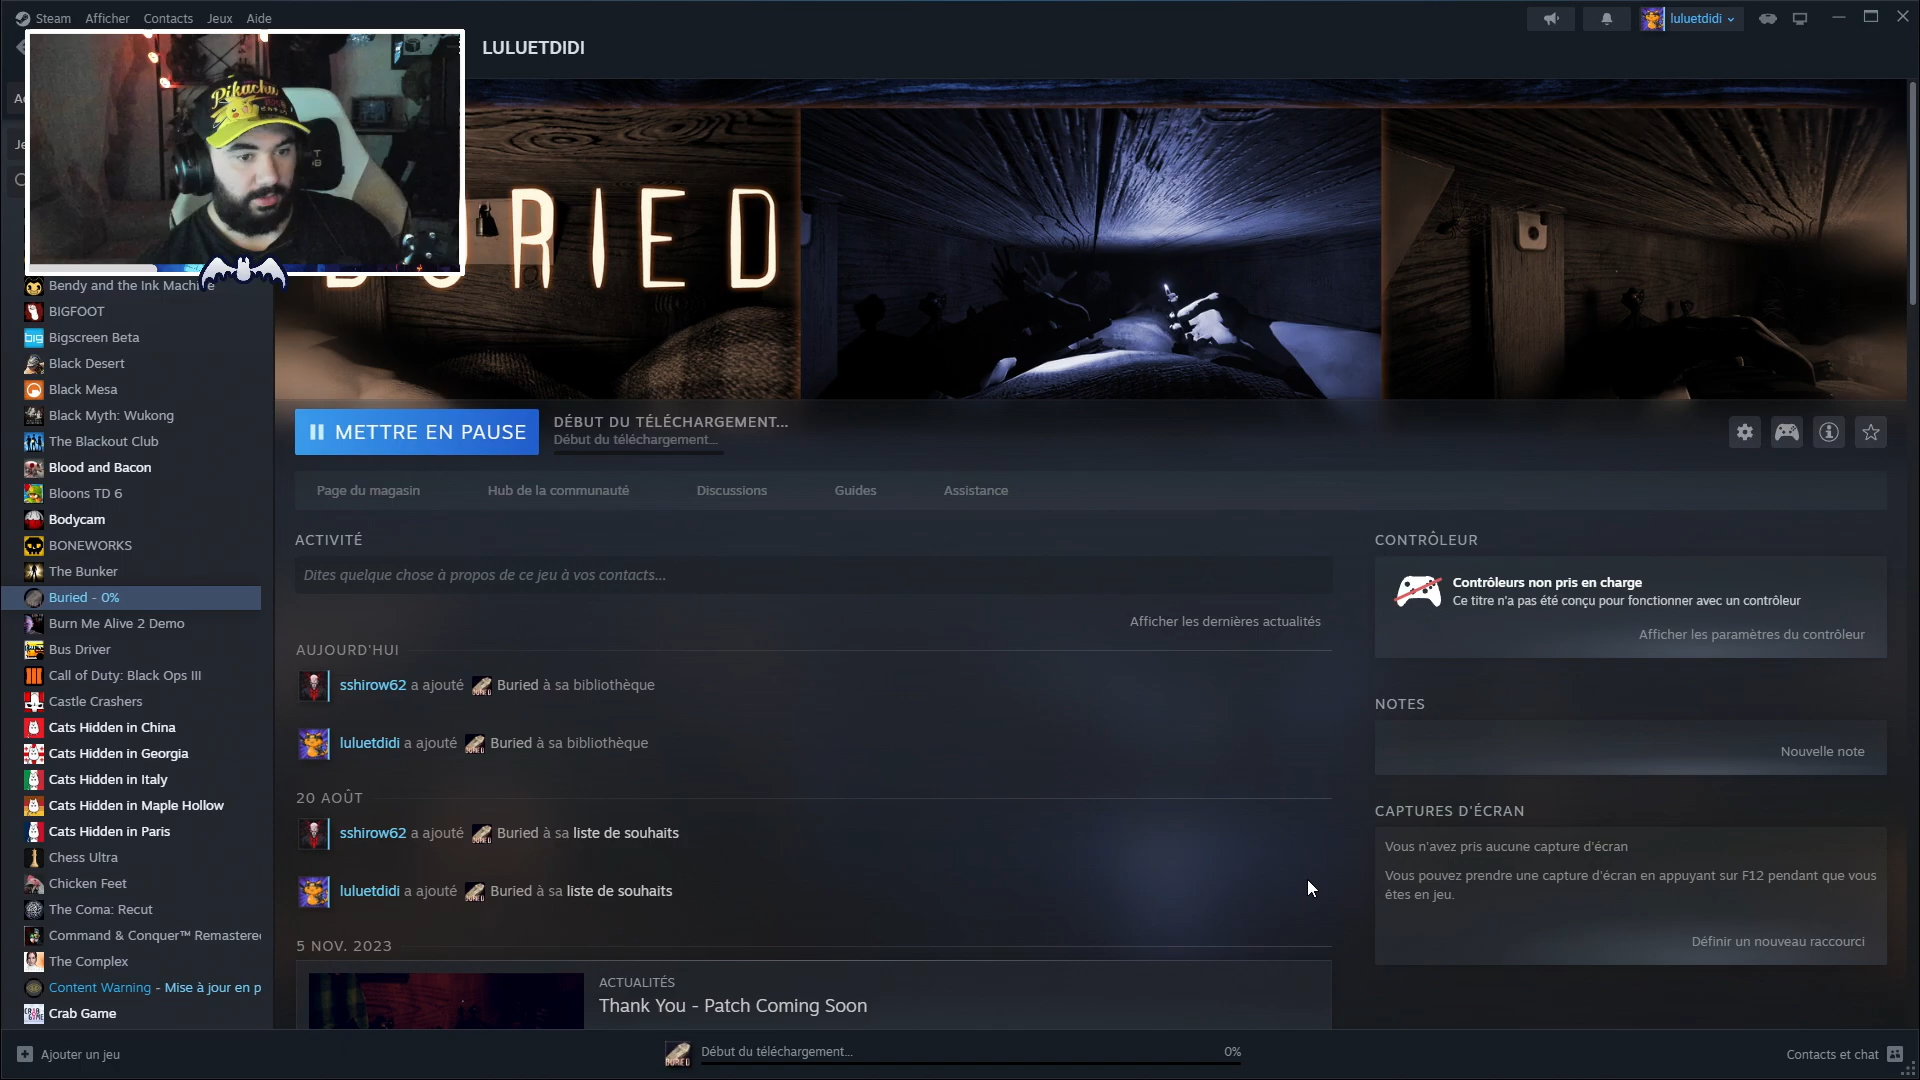 Steam Afficher Contacts Jeux Aide
luluetdidi
LULUETDIDI
Pikachu
BURIED
Bendy and the Ink Machine
BIGFOOT
Bigscreen Beta
Black Desert
Black Mesa
Black Myth: Wukong
The Blackout Club
Blood and Bacon
Bloons TD 6
Bodycam
BONEWORKS
The Bunker
Buried - 0%
Burn Me Alive 2 Demo
Bus Driver
Call of Duty: Black Ops III
Castle Crashers
Cats Hidden in China
Cats Hidden in Georgia
Cats Hidden in Italy
Cats Hidden in Maple Hollow
Cats Hidden in Paris
Chess Ultra
Chicken Feet
The Coma: Recut
Command & Conquer™ Remastere
The Complex
Content Warning - Mise à jour en p
Crab Game
METTRE EN PAUSE
DÉBUT DU TÉLÉCHARGEMENT...
Début du téléchargement...
Page du magasin Hub de la communauté Discussions Guides Assistance
ACTIVITÉ
Dites quelque chose à propos de ce jeu à vos contacts...
Afficher les dernières actualités
AUJOURD'HUI
sshirow62 a ajouté Buried à sa bibliothèque
luluetdidi a ajouté Buried à sa bibliothèque
20 AOÛT
sshirow62 a ajouté Buried à sa liste de souhaits
luluetdidi a ajouté Buried à sa liste de souhaits
5 NOV. 2023
ACTUALITÉS
Thank You - Patch Coming Soon
CONTRÔLEUR
Contrôleurs non pris en charge
Ce titre n'a pas été conçu pour fonctionner avec un contrôleur
Afficher les paramètres du contrôleur
NOTES
Nouvelle note
CAPTURES D'ÉCRAN
Vous n'avez pris aucune capture d'écran
Vous pouvez prendre une capture d'écran en appuyant sur F12 pendant que vous
êtes en jeu.
Définir un nouveau raccourci
Ajouter un jeu
Début du téléchargement... 0%
Contacts et chat